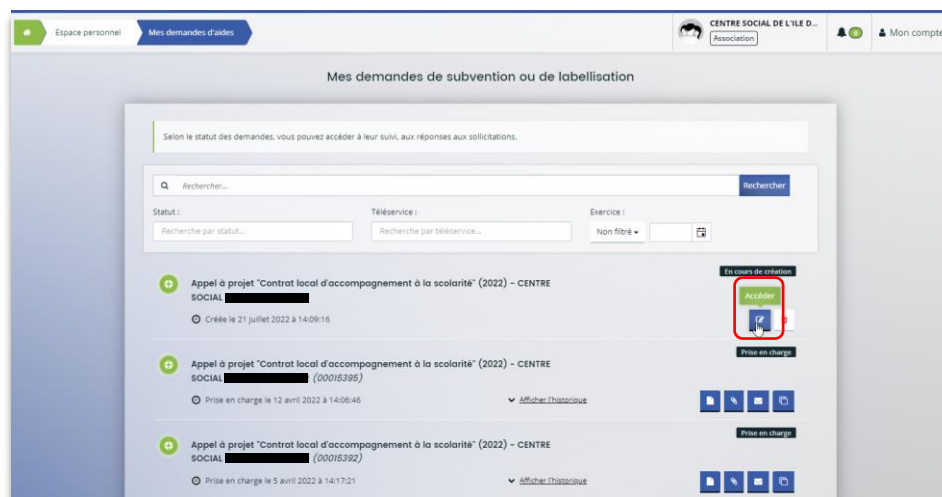 Espace personnel
Mes demandes d'aides
CENTRE SOCIAL DE L'ILE D...
Association
0
Mon compte
Mes demandes de subvention ou de labellisation
Selon le statut des demandes, vous pouvez accéder à leur suivi, aux réponses aux sollicitations.
Rechercher...
Rechercher
Statut :
Téléservice :
Exercice :
Recherche par statut...
Recherche par téléservice...
Non filtré
En cours de création
Appel à projet "Contrat local d'accompagnement à la scolarité" (2022) - CENTRE
SOCIAL
Accéder
Créée le 21 juillet 2022 à 14:09:16
Prise en charge
Appel à projet "Contrat local d'accompagnement à la scolarité" (2022) - CENTRE
SOCIAL (00015395)
Prise en charge le 12 avril 2022 à 14:06:46
Afficher l'historique
Prise en charge
Appel à projet "Contrat local d'accompagnement à la scolarité" (2022) - CENTRE
SOCIAL (00015392)
Prise en charge le 5 avril 2022 à 14:17:21
Afficher l'historique